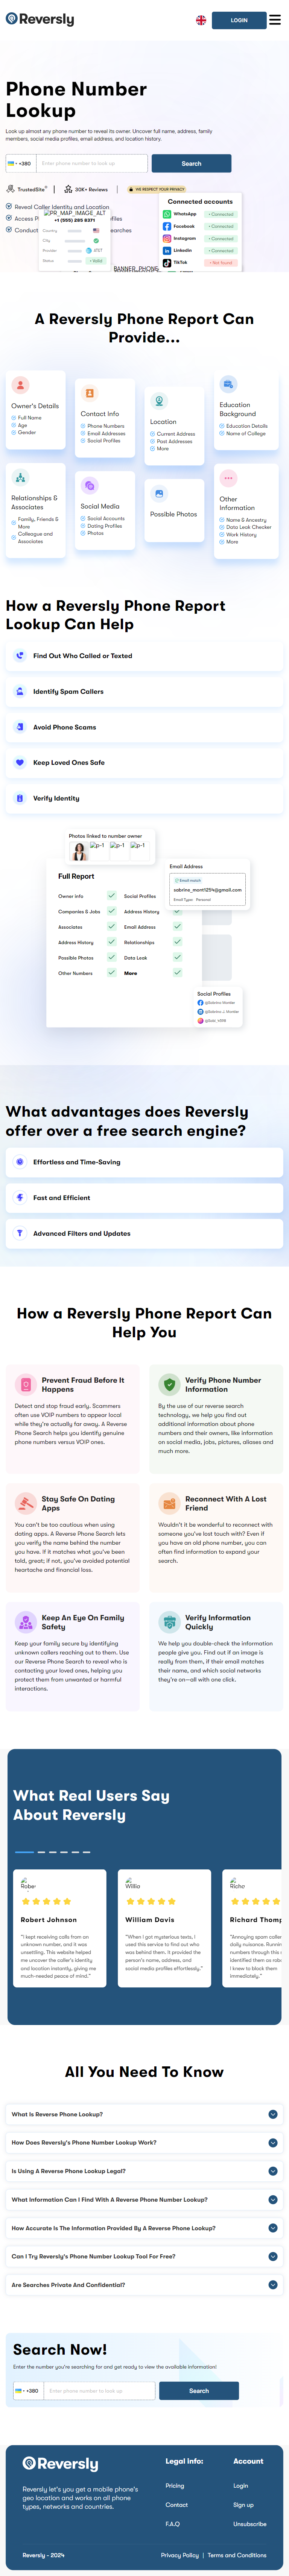 Reversly
LOGIN
Phone Number
Lookup
Look up almost any phone number to reveal its owner. Uncover full name, address, family
members, social media profiles, email address, and location history.
+380
Enter phone number to look up
Search
TrustedSite
30K+ Reviews
WE RESPECT YOUR PRIVACY
Reveal Caller Identity and Location
PR_MAP_IMAGE_ALT
+1 (555) 285 8371
Country
City
Provider
AT&T
Status
Valid
BANNER_PHONE
Connected accounts
WhatsApp
Connected
Facebook
Connected
Instagram
Connected
LinkedIn
Connected
TikTok
Not found
A Reversly Phone Report Can
Provide...
Owner's Details
Full Name
Age
Gender
Contact Info
Phone Numbers
Email Addresses
Social Profiles
Location
Current Address
Past Addresses
More
Education
Background
Education Details
Name of College
Relationships &
Associates
Family, Friends &
More
Colleague and
Associates
Social Media
Social Accounts
Dating Profiles
Photos
Possible Photos
Other
Information
Name & Ancestry
Data Leak Checker
Work History
More
How a Reversly Phone Report
Lookup Can Help
Find Out Who Called or Texted
Identify Spam Callers
Avoid Phone Scams
Keep Loved Ones Safe
Verify Identity
Photos linked to number owner
p-1
p-1
p-1
Full Report
Owner info
Social Profiles
Companies & Jobs
Address History
Associates
Email Address
Address History
Relationships
Possible Photos
Data Leak
Other Numbers
More
Email Address
Email match
sabrina_mant1254@gmail.com
Email Type: Personal
Social Profiles
What advantages does Reversly
offer over a free search engine?
Effortless and Time-Saving
Fast and Efficient
Advanced Filters and Updates
How a Reversly Phone Report Can
Help You
Prevent Fraud Before It
Happens
Detect and stop fraud early. Scammers
often use VOIP numbers to appear local
while they're actually far away. A Reverse
Phone Search helps you identify genuine
phone numbers versus VOIP ones.
Verify Phone Number
Information
By the use of our reverse search
technology, we help you find out
additional information about phone
numbers and their owners, like information
on social media, jobs, pictures, aliases and
much more.
Stay Safe On Dating
Apps
You can't be too cautious when using
dating apps. A Reverse Phone Search lets
you verify the name behind the number
you have. If it matches what you've been
told, great; if not, you've avoided potential
heartache and financial loss.
Reconnect With A Lost
Friend
Wouldn't it be wonderful to reconnect with
someone you've lost touch with? Even if
you have an old phone number, you can
often find information to expand your
search.
Keep An Eye On Family
Safety
Keep your family secure by identifying
unknown callers reaching out to them. Use
our Reverse Phone Search to reveal who is
contacting your loved ones, helping you
protect them from unwanted or harmful
interactions.
Verify Information
Quickly
We help you double-check the information
people give you. Find out if an image is
really from them, if their email matches
their name, and which social networks
they're on—all with one click.
What Real Users Say
About Reversly
Robert Johnson
"I kept receiving calls from an
unknown number, and it was
unsettling. This website helped
me uncover the caller's identity
and location instantly, giving me
much-needed peace of mind."
William Davis
"When I got mysterious texts, I
used this service to find out who
was behind them. It provided the
person's name, address, and
social media profiles effortlessly."
Richard Thomp
"Annoying spam caller
daily nuisance. Runnin
numbers through this
identified them as rob
I knew to block them
immediately."
All You Need To Know
What Is Reverse Phone Lookup?
How Does Reversly's Phone Number Lookup Work?
Is Using A Reverse Phone Lookup Legal?
What Information Can I Find With A Reverse Phone Number Lookup?
How Accurate Is The Information Provided By A Reverse Phone Lookup?
Can I Try Reversly's Phone Number Lookup Tool For Free?
Are Searches Private And Confidential?
Search Now!
Enter the number you're searching for and get ready to view the available information!
+380
Enter phone number to look up
Search
Reversly
Reversly let's you get a mobile phone's
geo location and works on all phone
types, networks and countries.
Legal Info:
Pricing
Contact
F.A.Q
Account
Login
Sign up
Unsubscribe
Reversly - 2024
Privacy Policy | Terms and Conditions